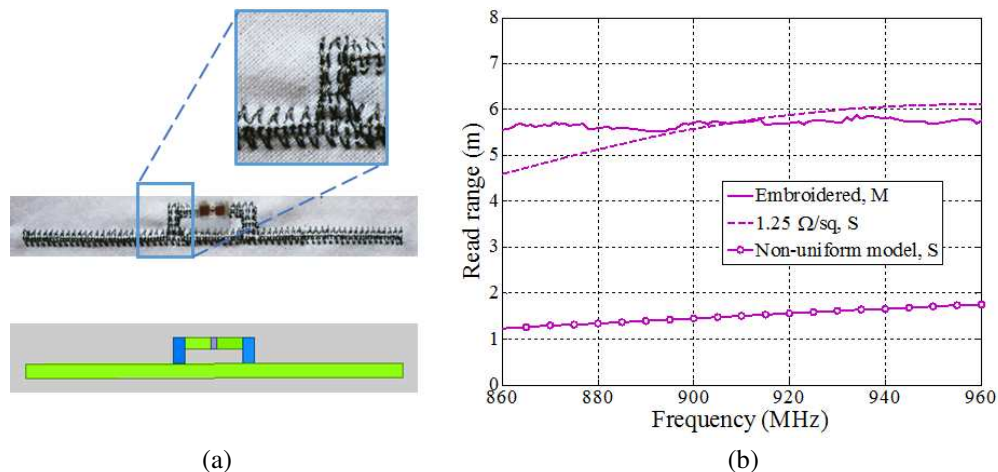 8
7
6
5
4
3
2
1
0
Read range (m)
Embroidered, M
1.25 Ω/sq, S
Non-uniform model, S
860 880 900 920 940 960
Frequency (MHz)
(a) (b)